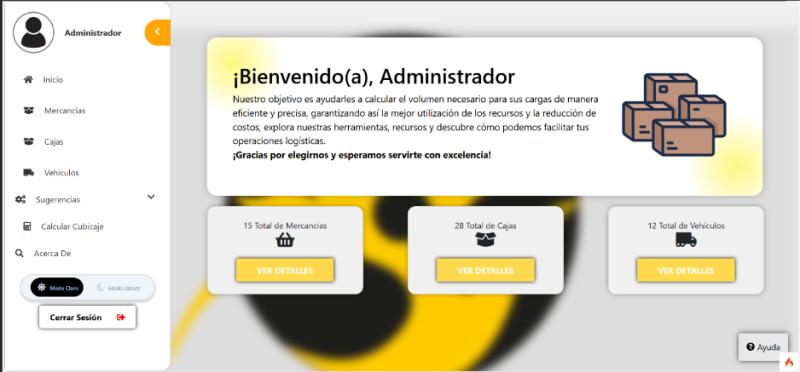 Administrador
Inicio
Mercancias
Cajas
Vehiculos
Sugerencias
Calcular Cubicaje
Acerca De
Modo Claro
Modo Oscuro
Cerrar Sesión
¡Bienvenido(a), Administrador
Nuestro objetivo es ayudarles a calcular el volumen necesario para sus cargas de manera
eficiente y precisa, garantizando así la mejor utilización de los recursos y la reducción de
costos, explora nuestras herramientas, recursos y descubre cómo podemos facilitar tus
operaciones logísticas.
¡Gracias por elegirnos y esperamos servirte con excelencia!
15 Total de Mercancias
VER DETALLES
28 Total de Cajas
VER DETALLES
12 Total de Vehículos
VER DETALLES
Ayuda